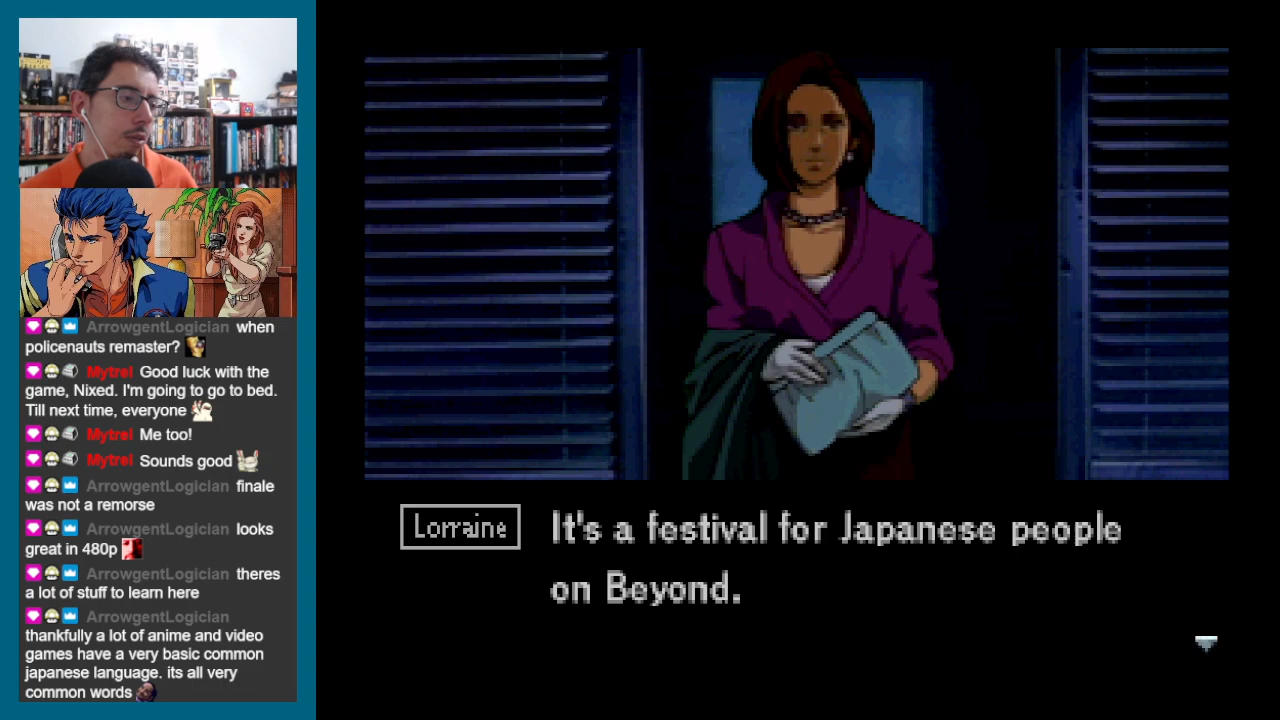 ArrowgentLogician when
policenauts remaster?
Mytrel Good luck with the
game, Nixed. I'm going to go to bed.
Till next time, everyone
Mytrel Me too!
Mytrel Sounds good
ArrowgentLogician finale
was not a remorse
ArrowgentLogician looks
great in 480p
ArrowgentLogician theres
a lot of stuff to learn here
ArrowgentLogician
thankfully a lot of anime and video
games have a very basic common
japanese language. its all very
common words
Lorraine It's a festival for Japanese people
on Beyond.